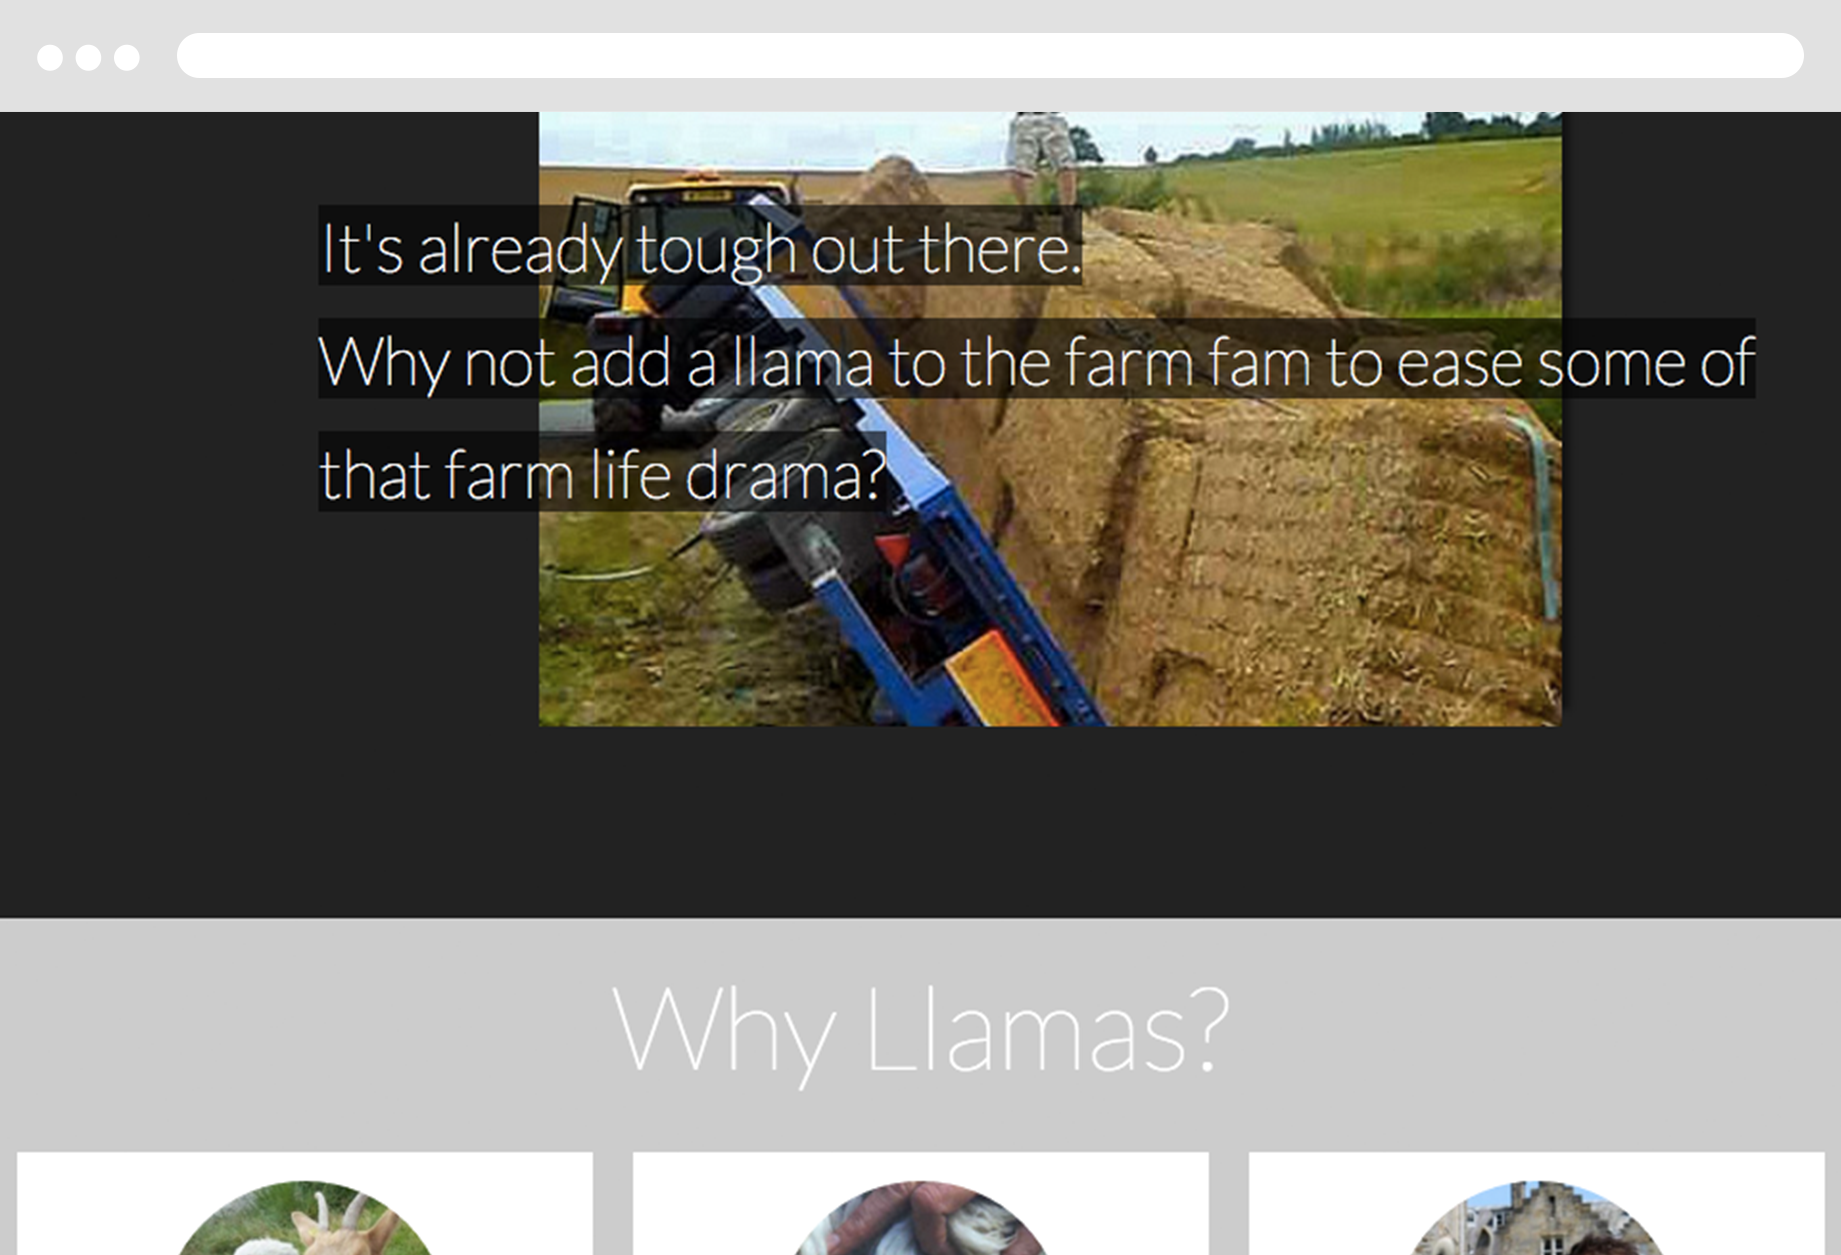 It's already tough out there.
Why not add a llama to the farm fam to ease some of
that farm life drama?
Why Llamas?